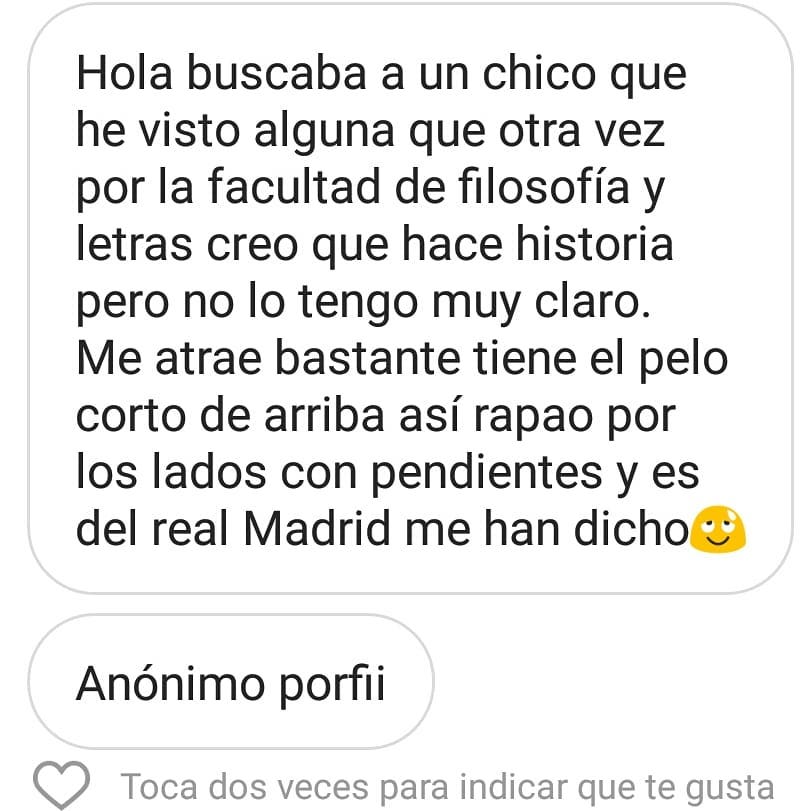 Hola buscaba a un chico que
he visto alguna que otra vez
por la facultad de filosofía y
letras creo que hace historia
pero no lo tengo muy claro.
Me atrae bastante tiene el pelo
corto de arriba así rapao por
los lados con pendientes y es
del real Madrid me han dicho🙄
Anónimo porfii
Toca dos veces para indicar que te gusta